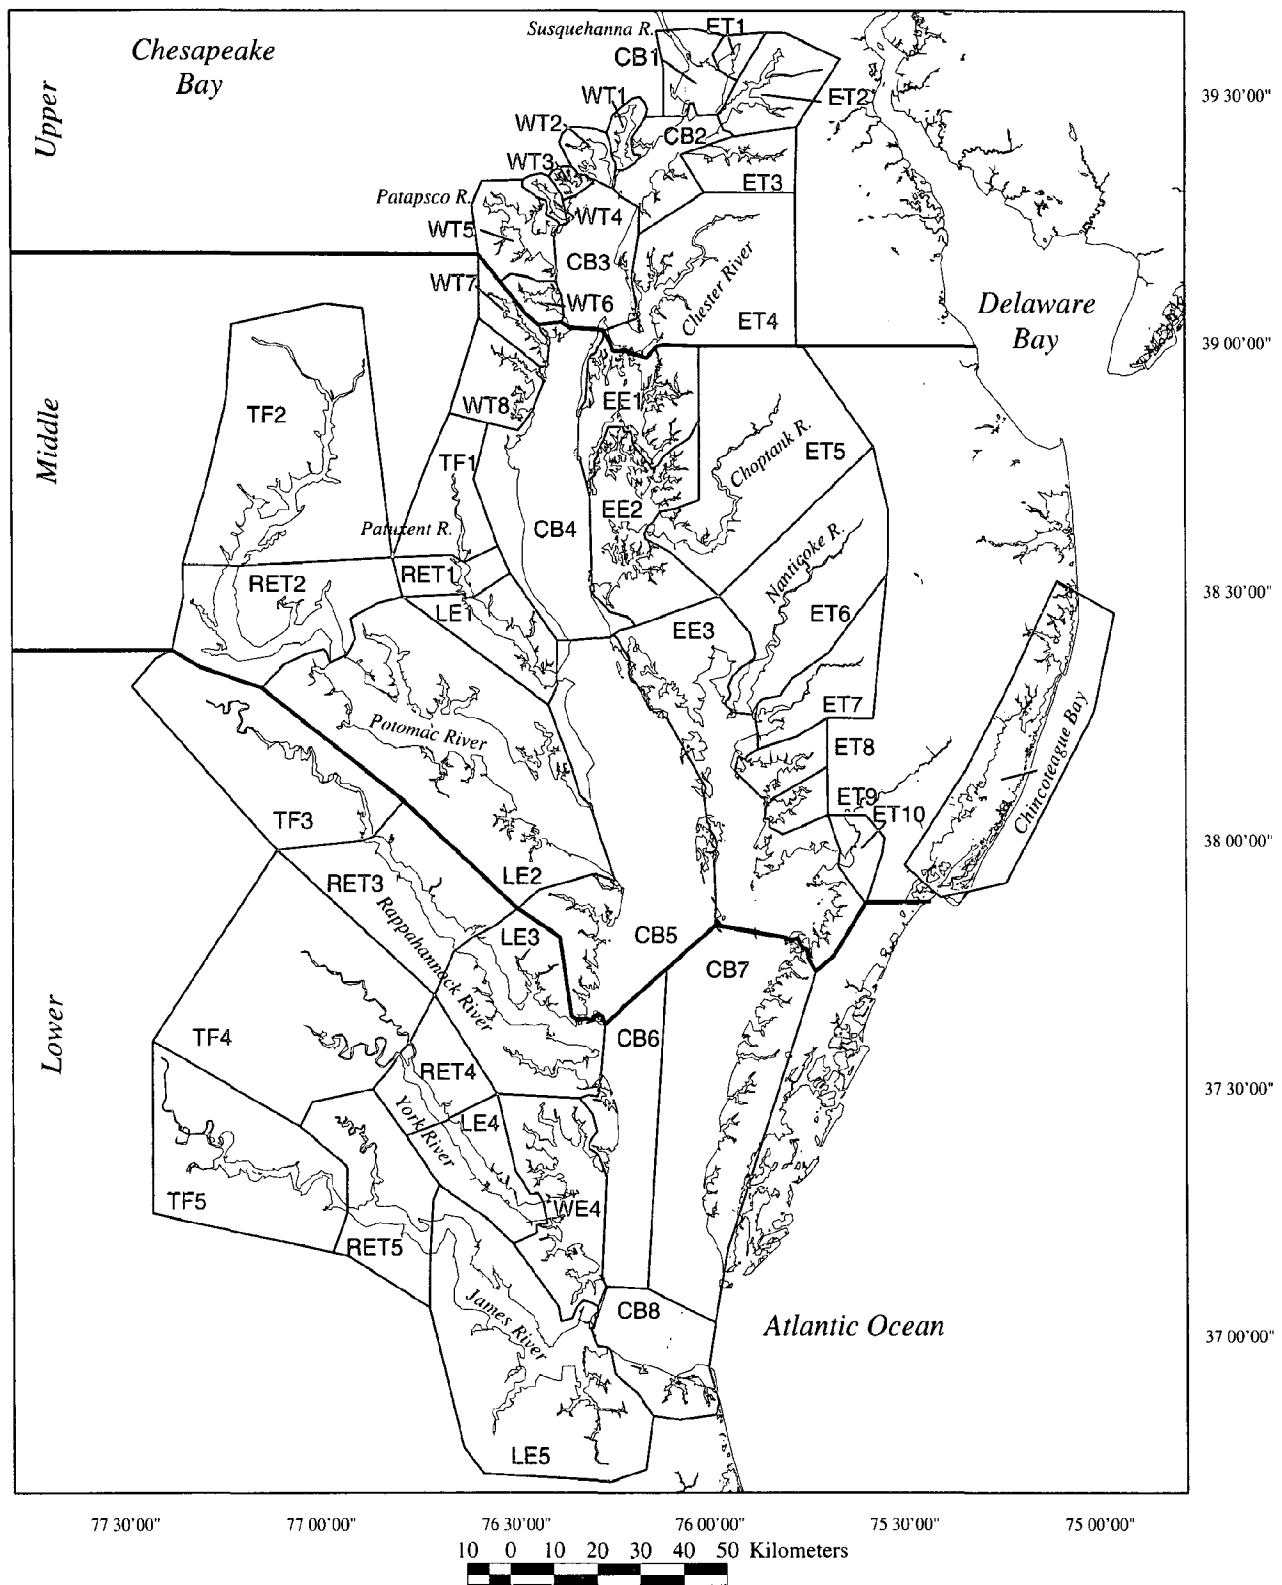 Chesapeake
Bay
Susquehanna R.
ET1
CB1
ET2
39 30'00"
WT1
WT2
CB2
WT3
ET3
Patapsco R.
WT4
WT5
CB3
Upper
WT7
WT6
Chester River
ET4
Delaware
Bay
39 00'00"
Middle
TF2
WT8
EE1
TF1
Choptank R.
ET5
EE2
Patuxent R.
CB4
Nantigoke R.
RET2
RET1
38 30'00"
LE1
EE3
ET6
ET7
Potomac River
ET8
Chincoteague Bay
ET9
ET10
TF3
38 00'00"
RET3
LE2
Rappahannock River
LE3
CB5
CB7
Lower
TF4
CB6
RET4
37 30'00"
York River
LE4
TF5
WE4
RET5
James River
CB8
Atlantic Ocean
37 00'00"
LE5
77 30'00" 77 00'00" 76 30'00" 76 00'00" 75 30'00" 75 00'00"
10 0 10 20 30 40 50 Kilometers